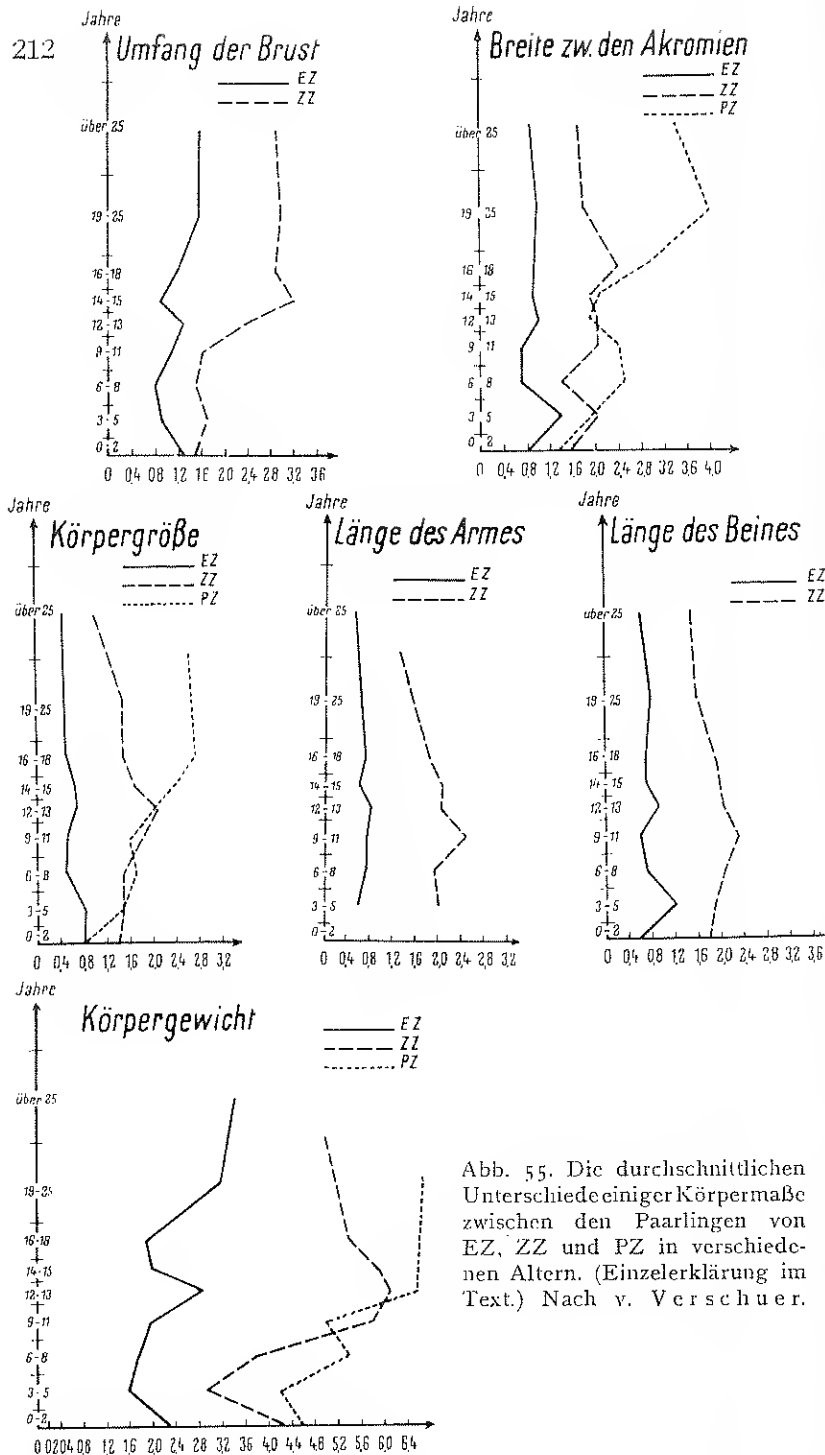 212
Jahre
Umfang der Brust
EZ
ZZ
über 25
19-25
16-18
14-15
12-13
9-11
6-8
3-5
0-2
0 0,4 0,8 1,2 1,6 2,0 2,4 2,8 3,2 3,6
Jahre
Breite zw. den Akromien
EZ
ZZ
PZ
über 25
19-25
16-18
14-15
12-13
9-11
6-8
3-5
0-2
0 0,4 0,8 1,2 1,6 2,0 2,4 2,8 3,2 3,6 4,0
Jahre
Körpergröße
EZ
ZZ
PZ
über 25
19-25
16-18
14-15
12-13
9-11
6-8
3-5
0-2
0 0,4 0,8 1,2 1,6 2,0 2,4 2,8 3,2
Jahre
Länge des Armes
EZ
ZZ
über 25
19-25
16-18
14-15
12-13
9-11
6-8
3-5
0-2
0 0,4 0,8 1,2 1,6 2,0 2,4 2,8 3,2
Jahre
Länge des Beines
EZ
ZZ
über 25
19-25
16-18
14-15
12-13
9-11
6-8
3-5
0-2
0 0,4 0,8 1,2 1,6 2,0 2,4 2,8 3,2 3,6
Jahre
Körpergewicht
EZ
ZZ
PZ
über 25
19-25
16-18
14-15
12-13
9-11
6-8
3-5
0-2
0 0,2 0,4 0,8 1,2 1,6 2,0 2,4 2,8 3,2 3,6 4,0 4,4 4,8 5,2 5,6 6,0 6,4
Abb. 55. Die durchschnittlichen
Unterschiede einiger Körpermaße
zwischen den Paarlingen von
EZ, ZZ und PZ in verschiede-
nen Altern. (Einzelerklärung im
Text.) Nach v. Verschuer.